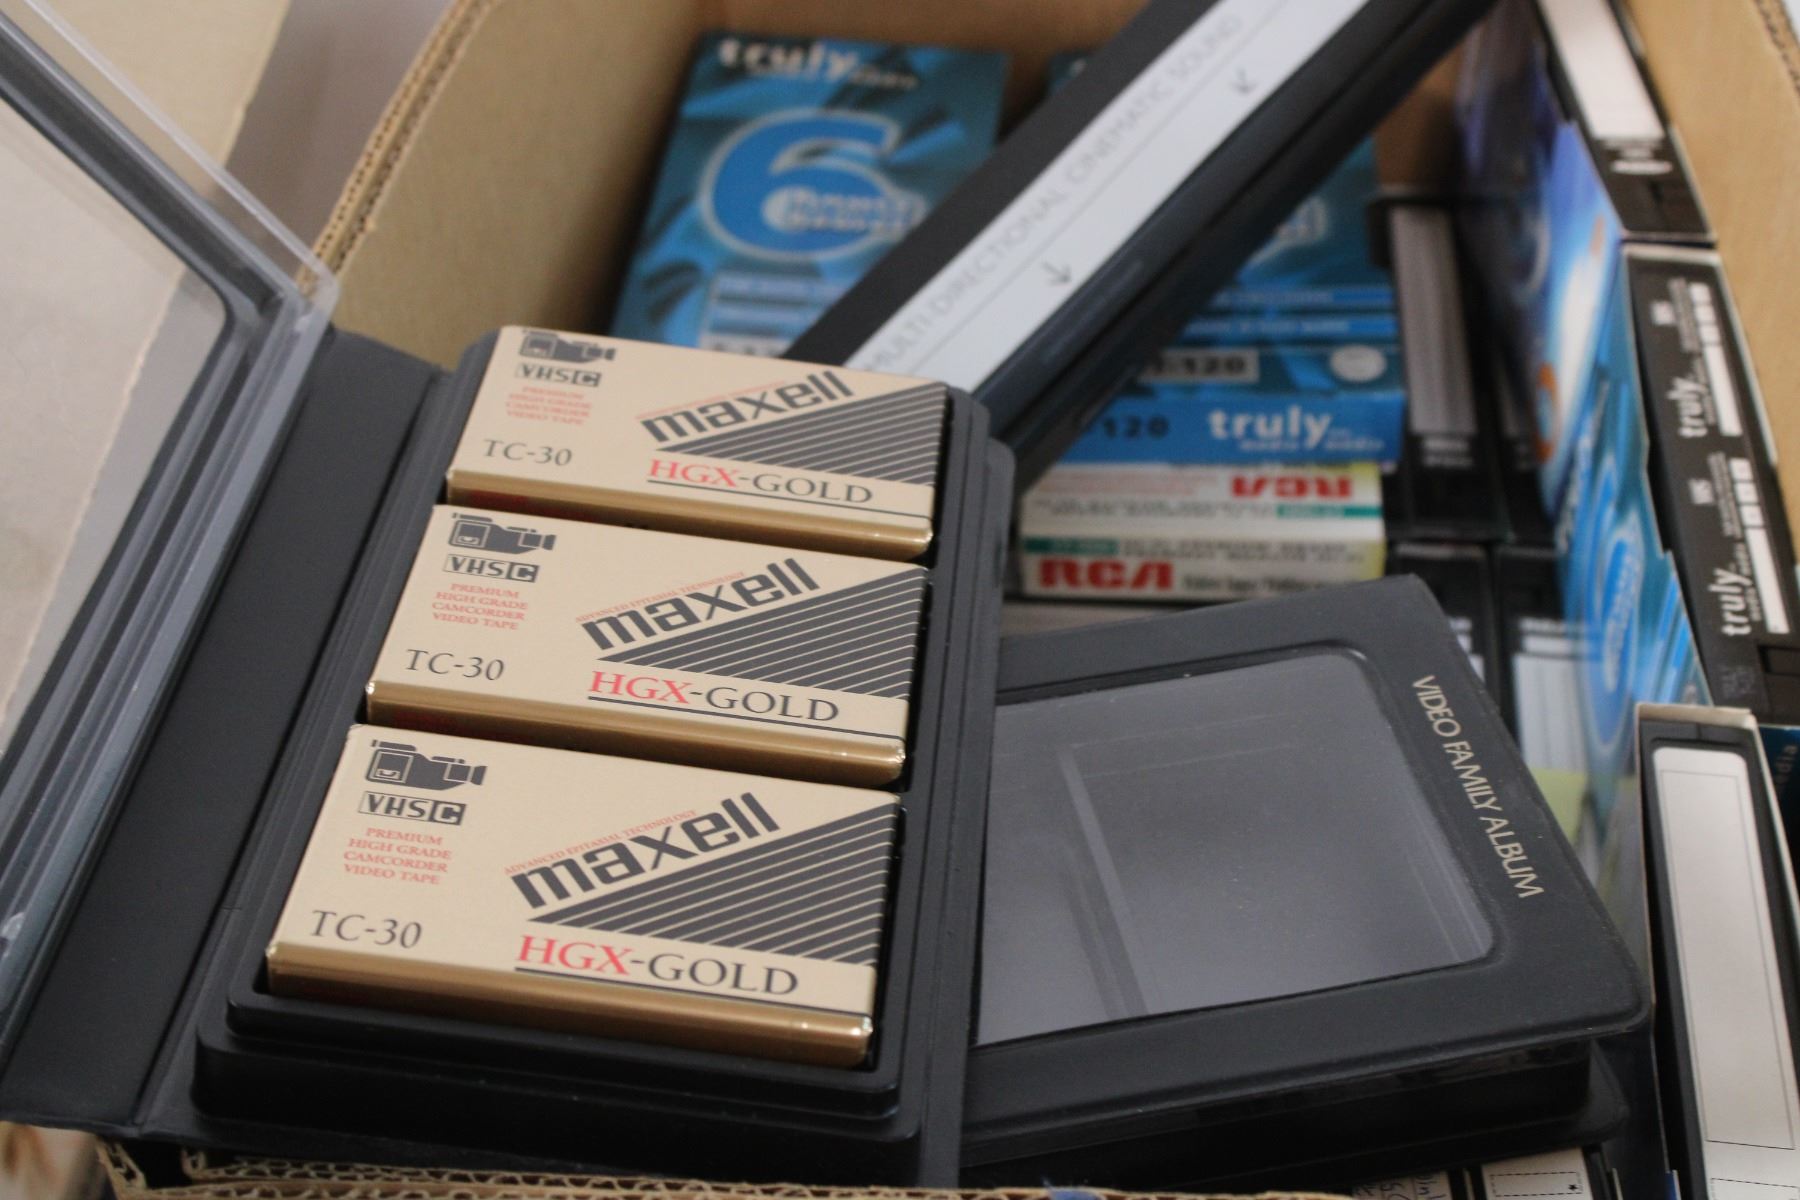 truly
6
MULTI-DIRECTIONAL CINEMATIC SOUND
VHS C
PREMIUM
HIGH GRADE
CAMCORDER
VIDEO TAPE
TC-30
maxell
HGX-GOLD
VHS C
PREMIUM
HIGH GRADE
CAMCORDER
VIDEO TAPE
TC-30
ADVANCED EPITAXIAL TECHNOLOGY
maxell
HGX-GOLD
VHS C
PREMIUM
HIGH GRADE
CAMCORDER
VIDEO TAPE
TC-30
ADVANCED EPITAXIAL TECHNOLOGY
maxell
HGX-GOLD
T-120
truly
RCA
RCA
VIDEO FAMILY ALBUM
truly
truly